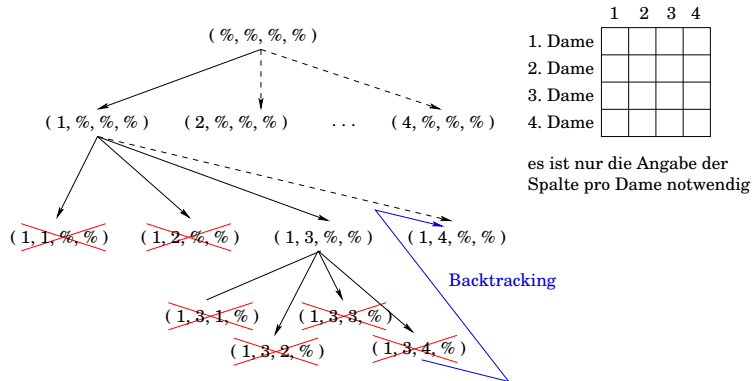 ( %, %, %, % )
1 2 3 4
1. Dame
2. Dame
3. Dame
4. Dame
( 1, %, %, % ) ( 2, %, %, % ) . . . ( 4, %, %, % )
es ist nur die Angabe der
Spalte pro Dame notwendig
( 1, 1, %, % ) ( 1, 2, %, % ) ( 1, 3, %, % ) ( 1, 4, %, % )
Backtracking
( 1, 3, 1, % ) ( 1, 3, 3, % )
( 1, 3, 2, % ) ( 1, 3, 4, % )